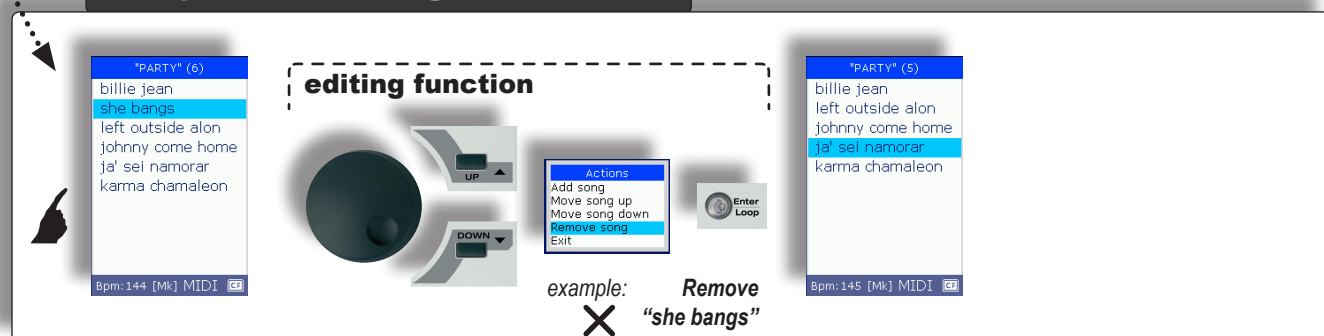 "PARTY" (6)
billie jean
she bangs
left outside alon
johnny come home
ja' sei namorar
karma chamaleon
Bpm:144 [Mk] MIDI CF
editing function
UP
DOWN
Actions
Add song
Move song up
Move song down
Remove song
Exit
Enter
Loop
example: Remove
“she bangs”
"PARTY" (5)
billie jean
left outside alon
johnny come home
ja' sei namorar
karma chamaleon
Bpm:145 [Mk] MIDI CF